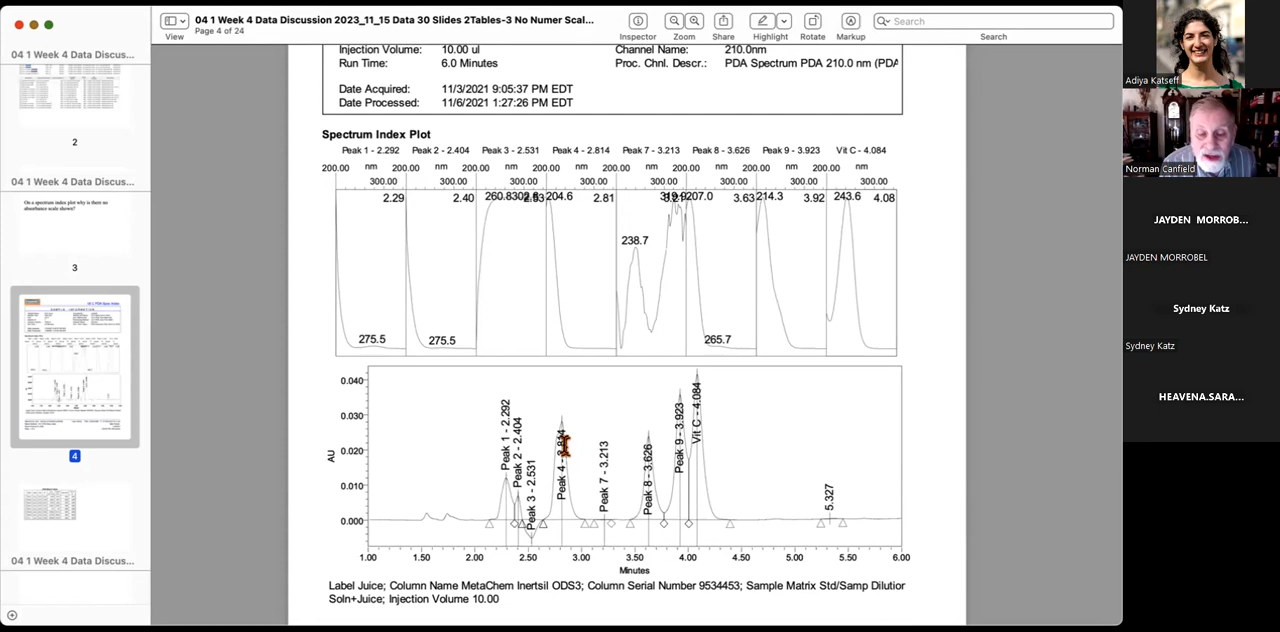 04 1 Week 4 Data Discussion 2023_11_15 Data 30 Slides 2Tables-3 No Numer Scal...
Page 4 of 24
View
Inspector
Zoom
Share
Highlight
Rotate
Markup
Search
Search
04 1 Week 4 Data Discus...
2
04 1 Week 4 Data Discus...
On a spectrum index plot why is there no
absorbance scale shown?
3
4
04 1 Week 4 Data Discus...
Injection Volume: 10.00 ul
Run Time: 6.0 Minutes
Date Acquired: 11/3/2021 9:05:37 PM EDT
Date Processed: 11/6/2021 1:27:26 PM EDT
Channel Name: 210.0nm
Proc. Chnl. Descr.: PDA Spectrum PDA 210.0 nm (PDA
Spectrum Index Plot
Peak 1 - 2.292 Peak 2 - 2.404 Peak 3 - 2.531 Peak 4 - 2.814 Peak 7 - 3.213 Peak 8 - 3.626 Peak 9 - 3.923 Vit C - 4.084
200.00 nm 200.00 nm 200.00 nm 200.00 nm 200.00 nm 200.00 nm 200.00 nm 200.00 nm
300.00 300.00 300.00 300.00 300.00 300.00 300.00 300.00
2.29 2.40 260.8 204.6 2.81 207.0 3.63 214.3 3.92 243.6 4.08
238.7
275.5 275.5 265.7
0.040
0.030
0.020
0.010
0.000
AU
Peak 1 - 2.292
Peak 2 - 2.404
Peak 3 - 2.531
Peak 4 -
Peak 7 - 3.213
Peak 8 - 3.626
Peak 9 - 3.923
Vit C - 4.084
5.327
1.00 1.50 2.00 2.50 3.00 3.50 4.00 4.50 5.00 5.50 6.00
Minutes
Label Juice; Column Name MetaChem Inertsil ODS3; Column Serial Number 9534453; Sample Matrix Std/Samp Dilutior
Soln+Juice; Injection Volume 10.00
Adiya Katseff
Norman Canfield
JAYDEN MORROB...
JAYDEN MORROBEL
Sydney Katz
Sydney Katz
HEAVENA.SARA...